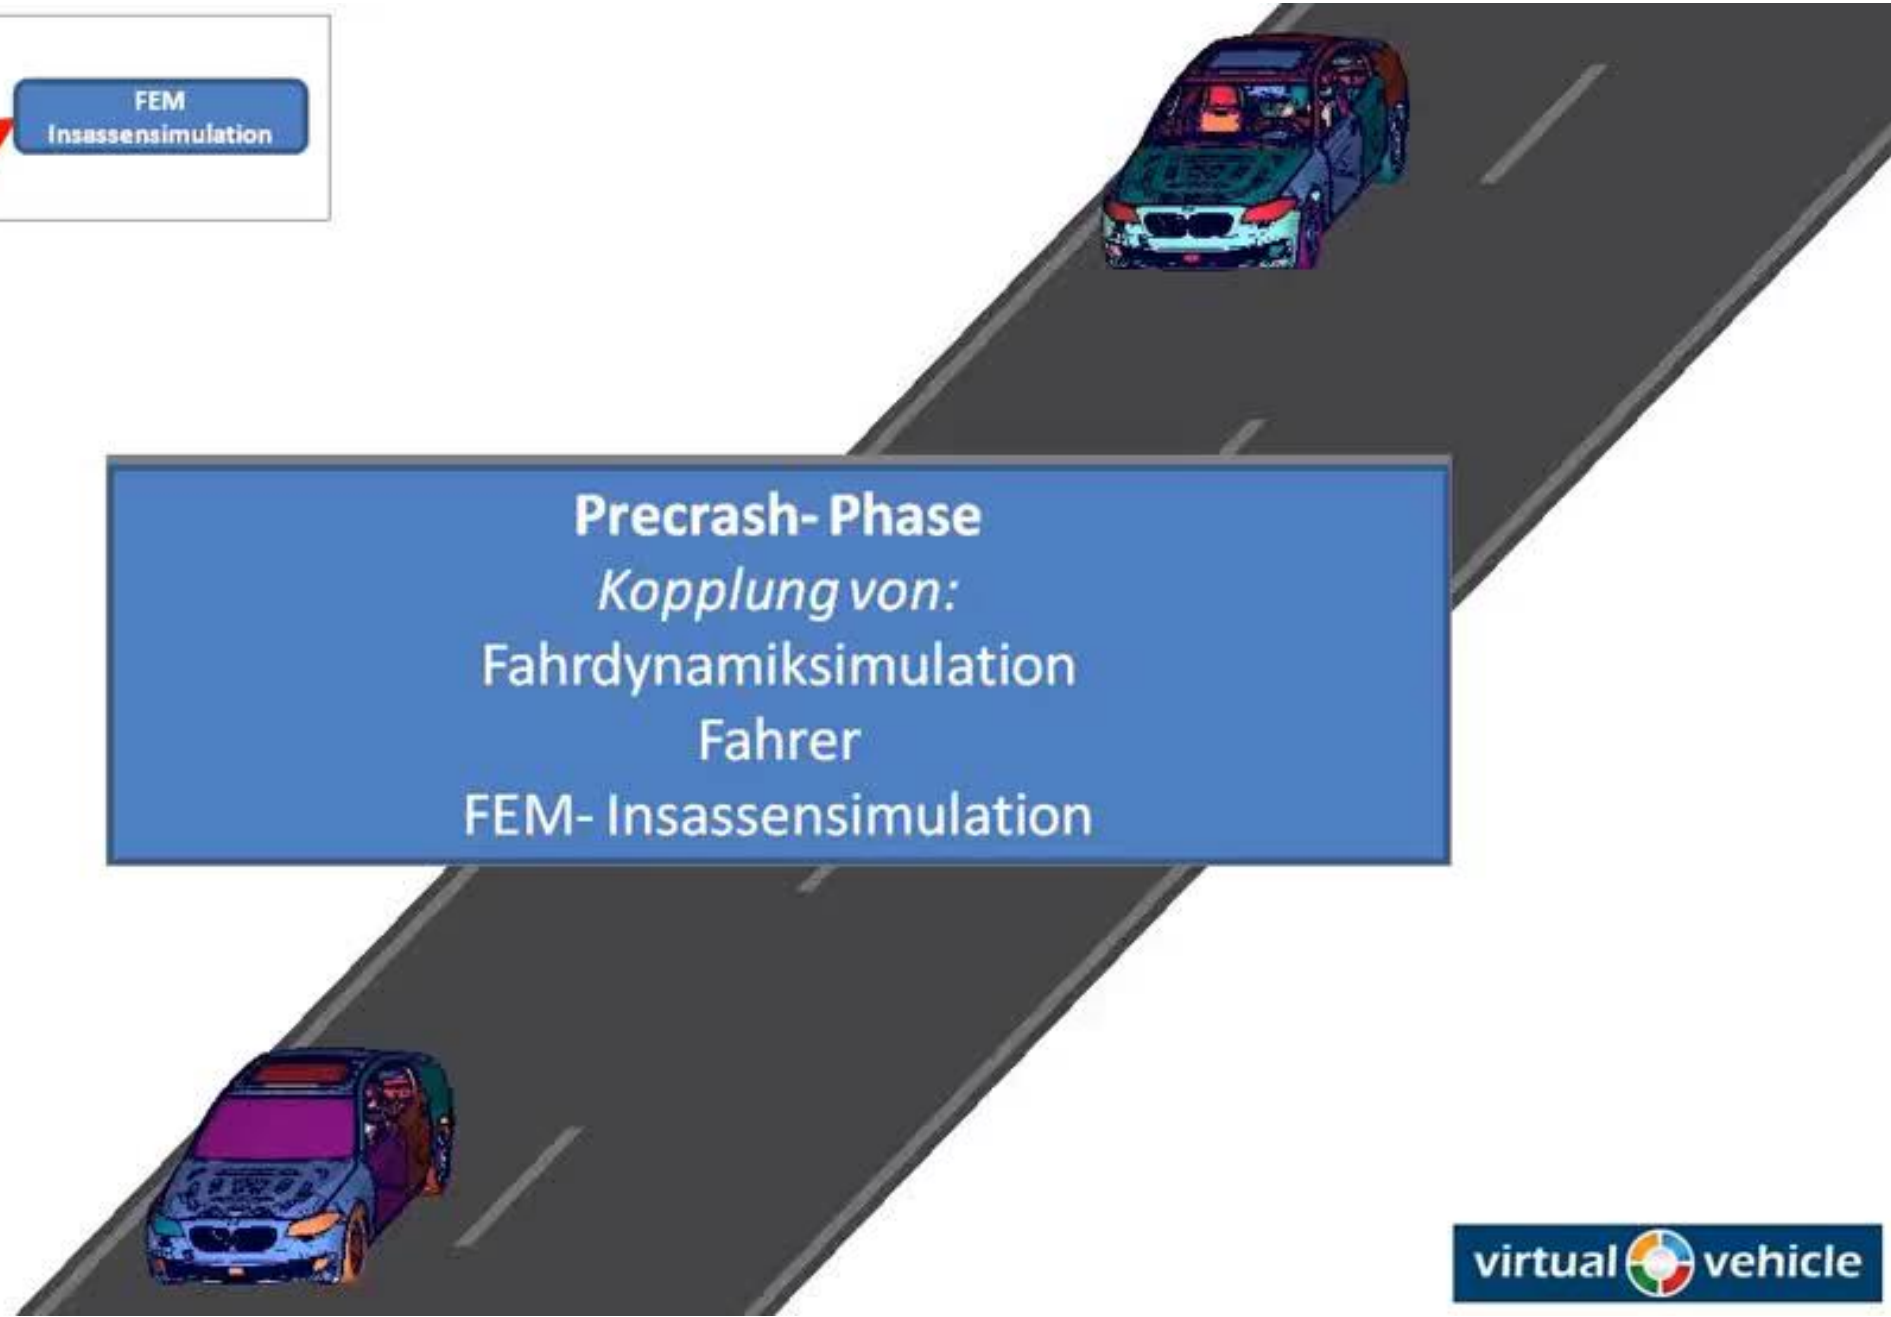 FEM
Insassensimulation
Precrash- Phase
Kopplung von:
Fahrdynamiksimulation
Fahrer
FEM- Insassensimulation
virtual vehicle